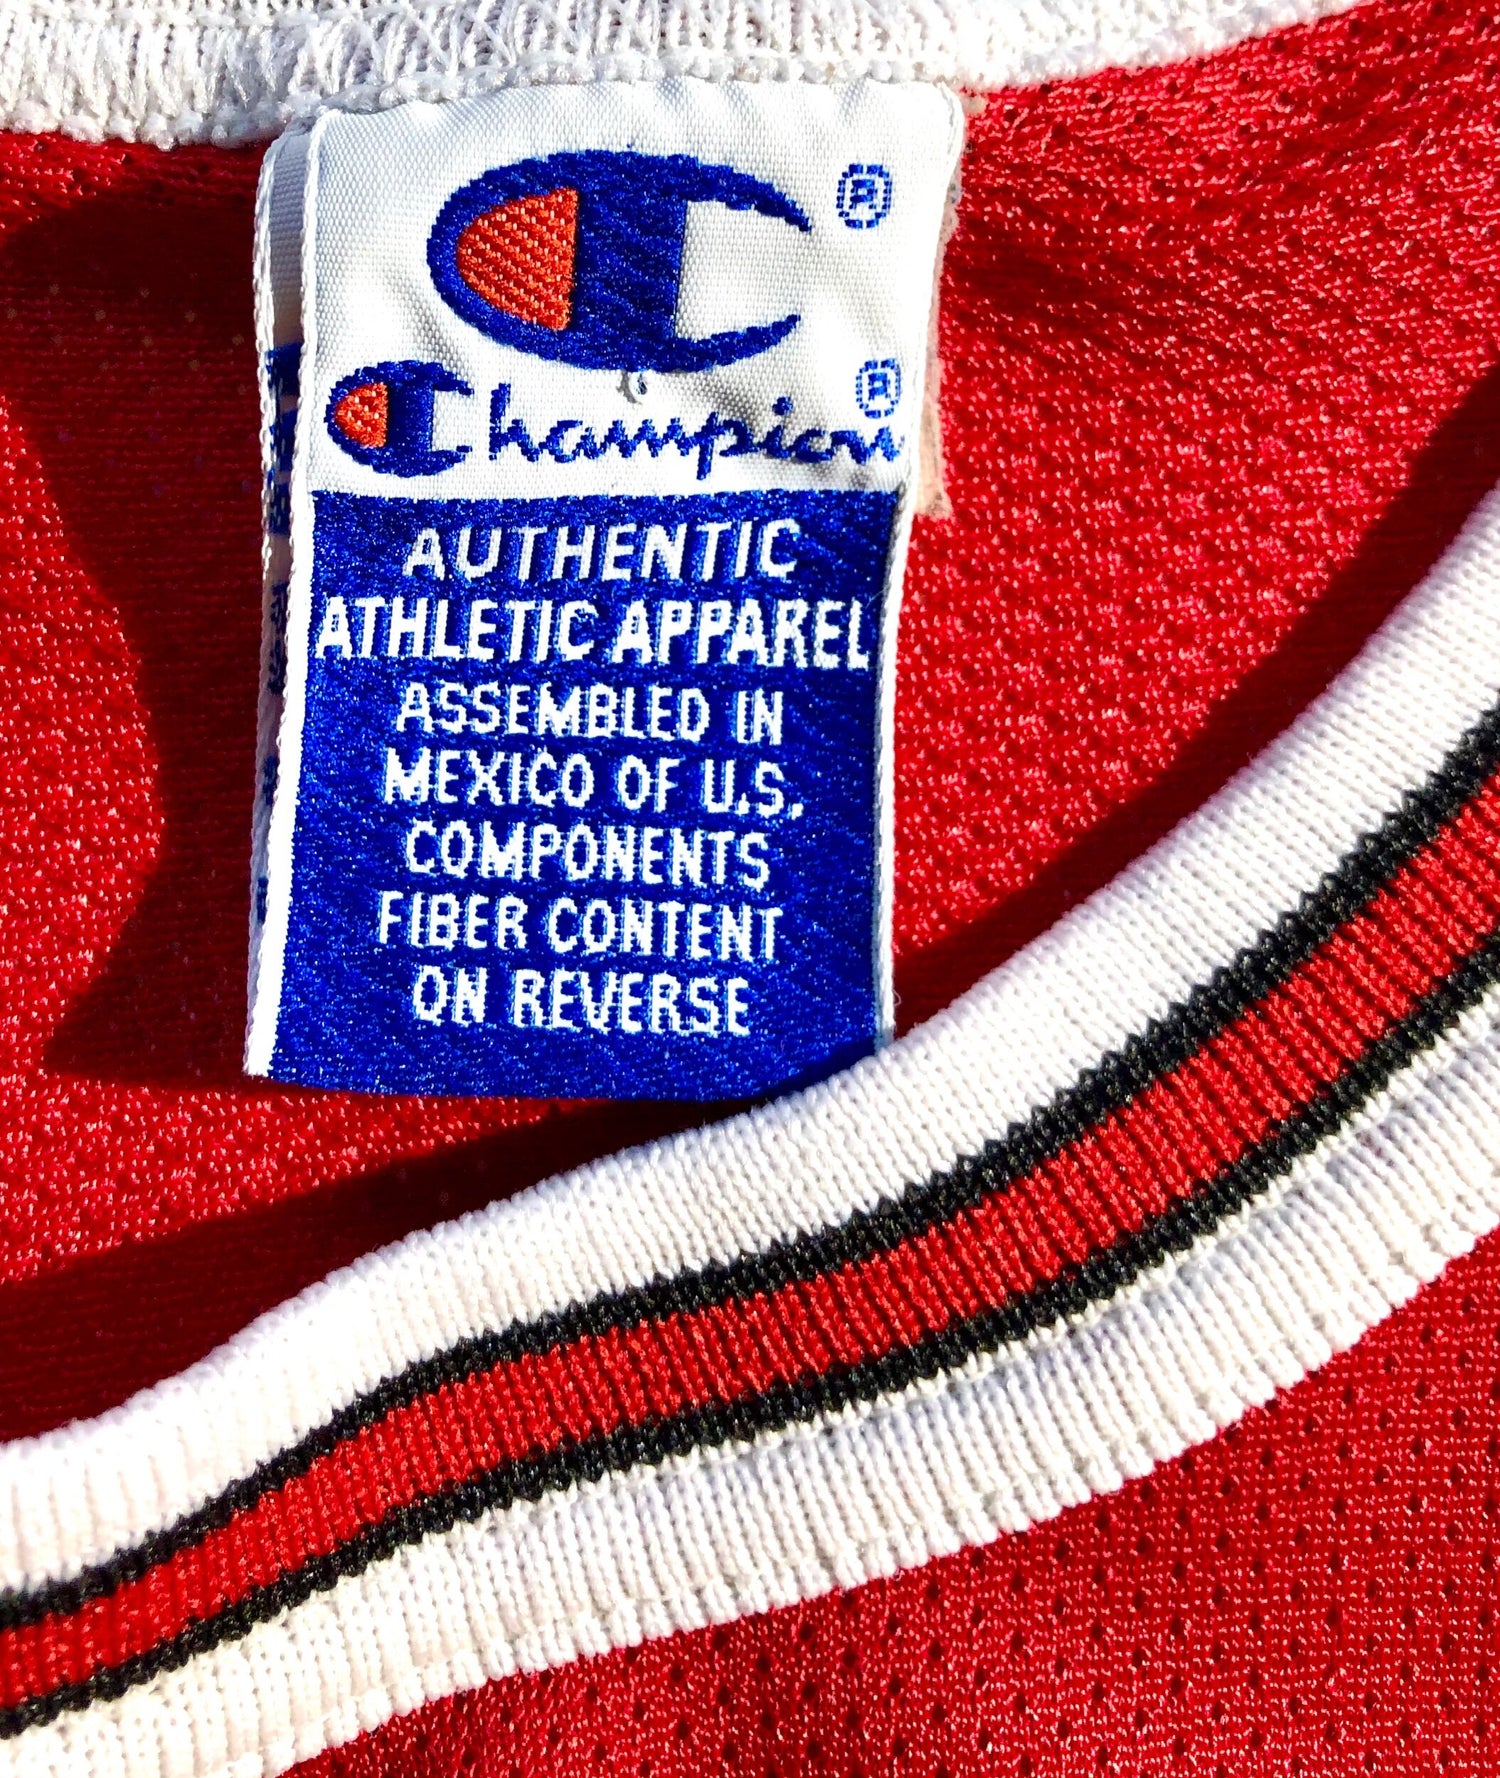 ®
Champion®
AUTHENTIC
ATHLETIC APPAREL
ASSEMBLED IN
MEXICO OF U.S.
COMPONENTS
FIBER CONTENT
ON REVERSE